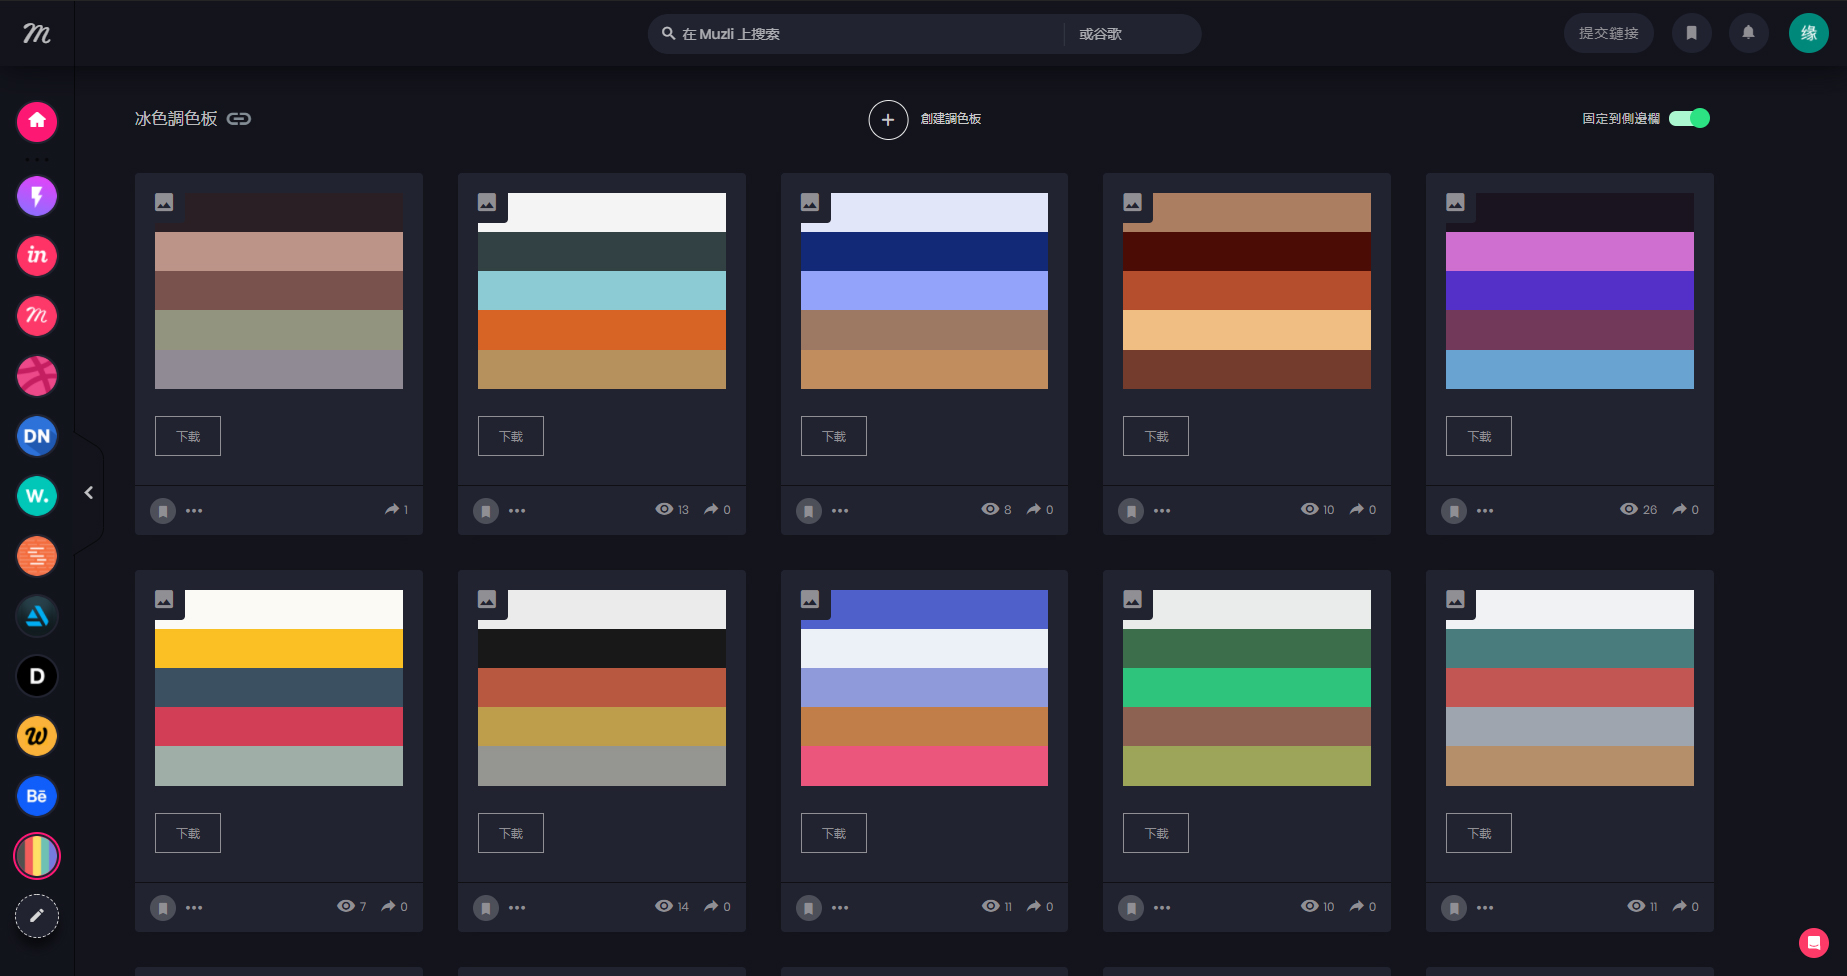 m
在 Muzli 上搜索
或谷歌
提交鏈接
缘
冰色調色板
創建調色板
固定到側邊欄
in
m
DN
W.
D
W
Bē
下載
下載
下載
下載
下載
1
13 0
8 0
10 0
26 0
下載
下載
下載
下載
下載
7 0
14 0
11 0
10 0
11 0